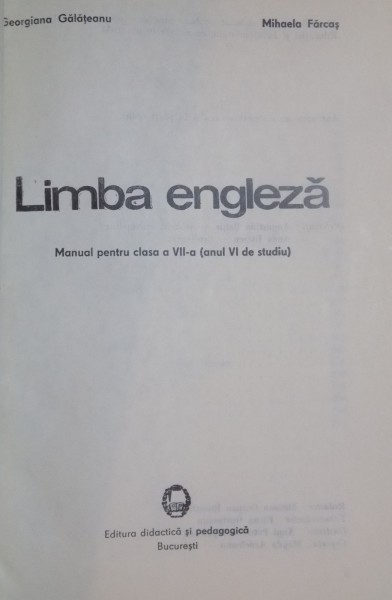 Georgiana Gălățeanu
Mihaela Fărcaș
Limba engleză
Manual pentru clasa a VII-a (anul VI de studiu)
Editura didactică și pedagogică
București